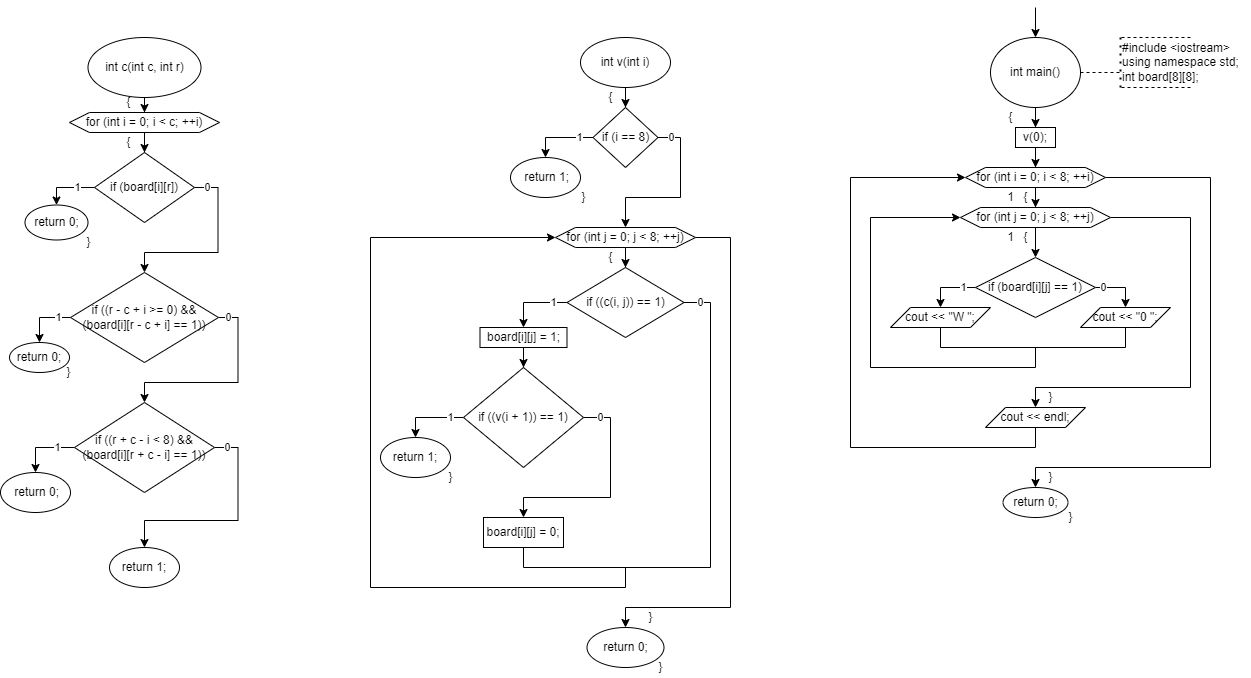 int c(int c, int r)
{
for (int i = 0; i < c; ++i)
{
if (board[i][r])
1
0
return 0;
}
if ((r - c + i >= 0) &&
(board[i][r - c + i] == 1))
1
0
return 0;
}
if ((r + c - i < 8) &&
(board[i][r + c - i] == 1))
1
0
return 0;
return 1;
int v(int i)
{
if (i == 8)
1
0
return 1;
}
for (int j = 0; j < 8; ++j)
{
if ((c(i, j)) == 1)
1
0
board[i][j] = 1;
if ((v(i + 1)) == 1)
1
0
return 1;
}
board[i][j] = 0;
}
return 0;
}
int main()
#include <iostream>
using namespace std;
int board[8][8];
{
v(0);
for (int i = 0; i < 8; ++i)
1 {
for (int j = 0; j < 8; ++j)
1 {
if (board[i][j] == 1)
1
0
cout << "W ";
cout << "0 ";
}
cout << endl;
}
return 0;
}